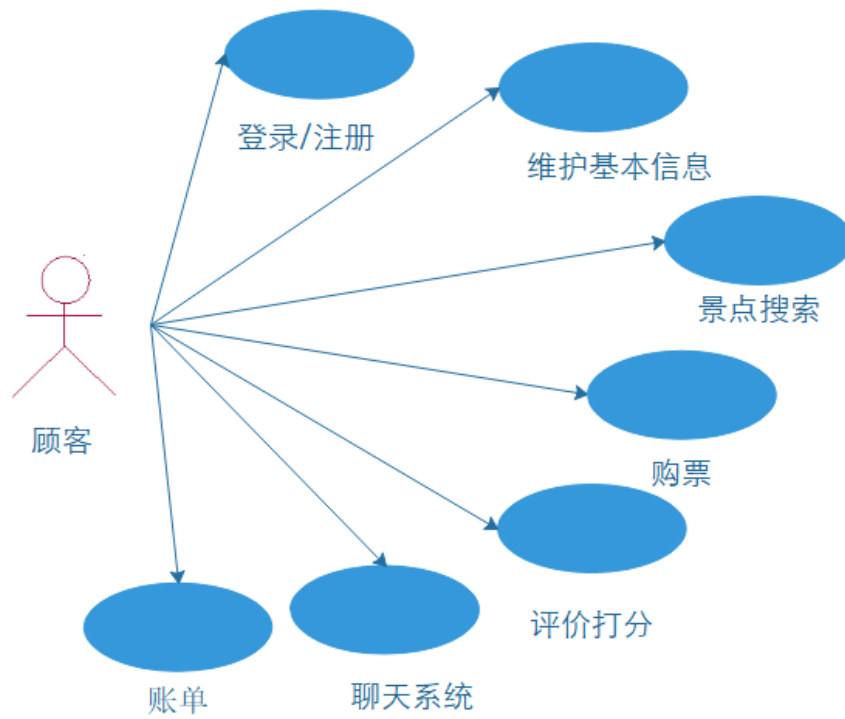 登录/注册
维护基本信息
景点搜索
顾客
购票
评价打分
聊天系统
账单